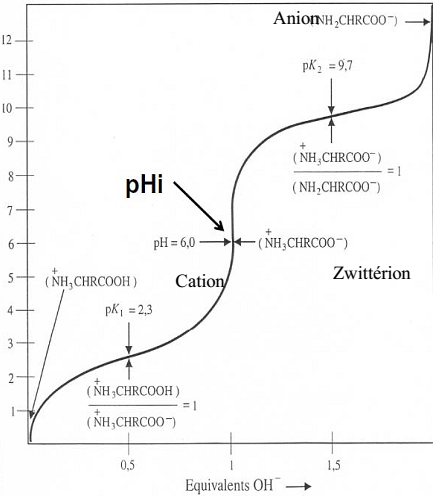 Anion NH₂CHRCOO⁻)
12
11
10
9
8
7
6
5
4
3
2
1
pK₂ = 9,7
(N⁺H₃CHRCOO⁻)
(NH₂CHRCOO⁻)
= 1
pHi
pH = 6,0
(N⁺H₃CHRCOO⁻)
Cation
Zwittérion
(N⁺H₃CHRCOOH)
pK₁ = 2,3
(N⁺H₃CHRCOOH)
(N⁺H₃CHRCOO⁻)
= 1
0,5
1
1,5
Equivalents OH⁻